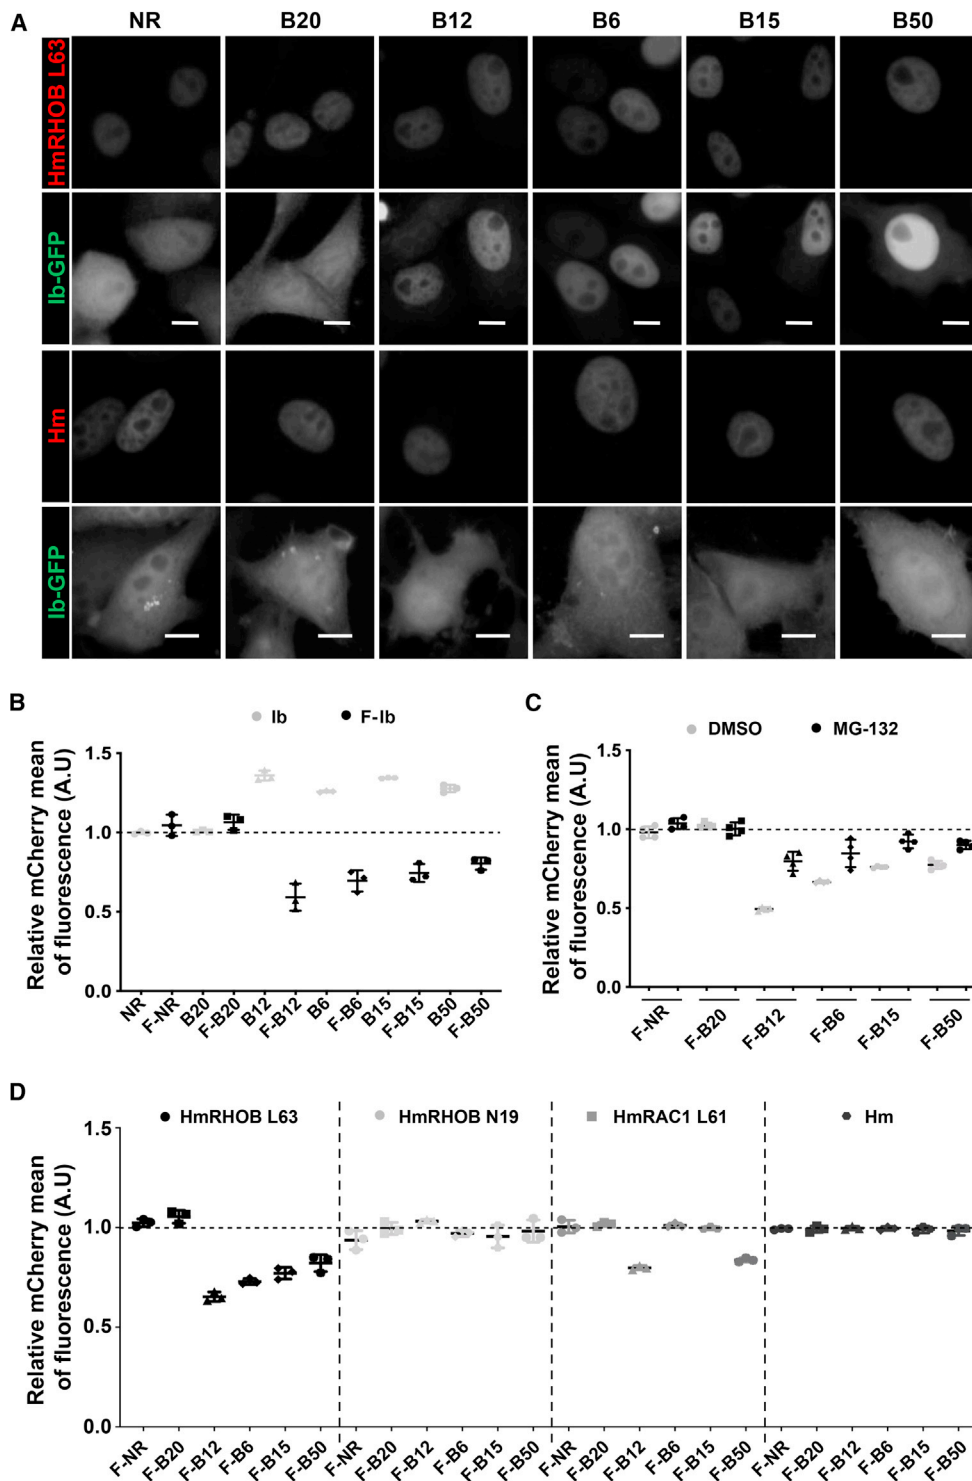 A
NR B20 B12 B6 B15 B50
HmRHOB L63
Ib-GFP
Hm
Ib-GFP
B
Ib F-Ib
Relative mCherry mean
of fluorescence (A.U)
1.5
1.0
0.5
0.0
NR F-NR B20 F-B20 B12 F-B12 B6 F-B6 B15 F-B15 B50 F-B50
C
DMSO MG-132
Relative mCherry mean
of fluorescence (A.U)
1.5
1.0
0.5
0.0
F-NR F-B20 F-B12 F-B6 F-B15 F-B50
D
HmRHOB L63 HmRHOB N19 HmRAC1 L61 Hm
Relative mCherry mean
of fluorescence (A.U)
1.5
1.0
0.5
0.0
F-NR F-B20 F-B12 F-B6 F-B15 F-B50 F-NR F-B20 F-B12 F-B6 F-B15 F-B50 F-NR F-B20 F-B12 F-B6 F-B15 F-B50 F-NR F-B20 F-B12 F-B6 F-B15 F-B50